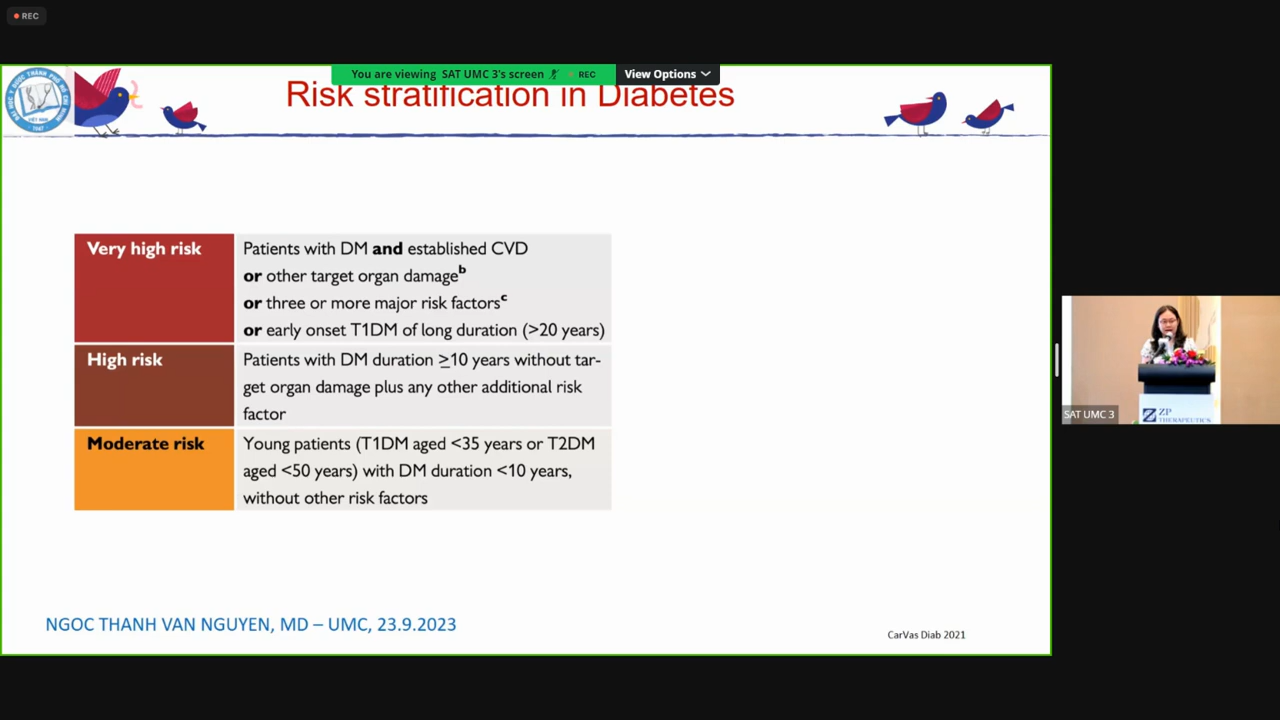 REC
You are viewing SAT UMC 3's screen REC View Options
Risk stratification in Diabetes
Very high risk
Patients with DM and established CVD
or other target organ damageb
or three or more major risk factorsc
or early onset T1DM of long duration (>20 years)
High risk
Patients with DM duration ≥10 years without tar-
get organ damage plus any other additional risk
factor
Moderate risk
Young patients (T1DM aged <35 years or T2DM
aged <50 years) with DM duration <10 years,
without other risk factors
NGOC THANH VAN NGUYEN, MD – UMC, 23.9.2023
CarVas Diab 2021
ZP
THERAPEUTICS
SAT UMC 3